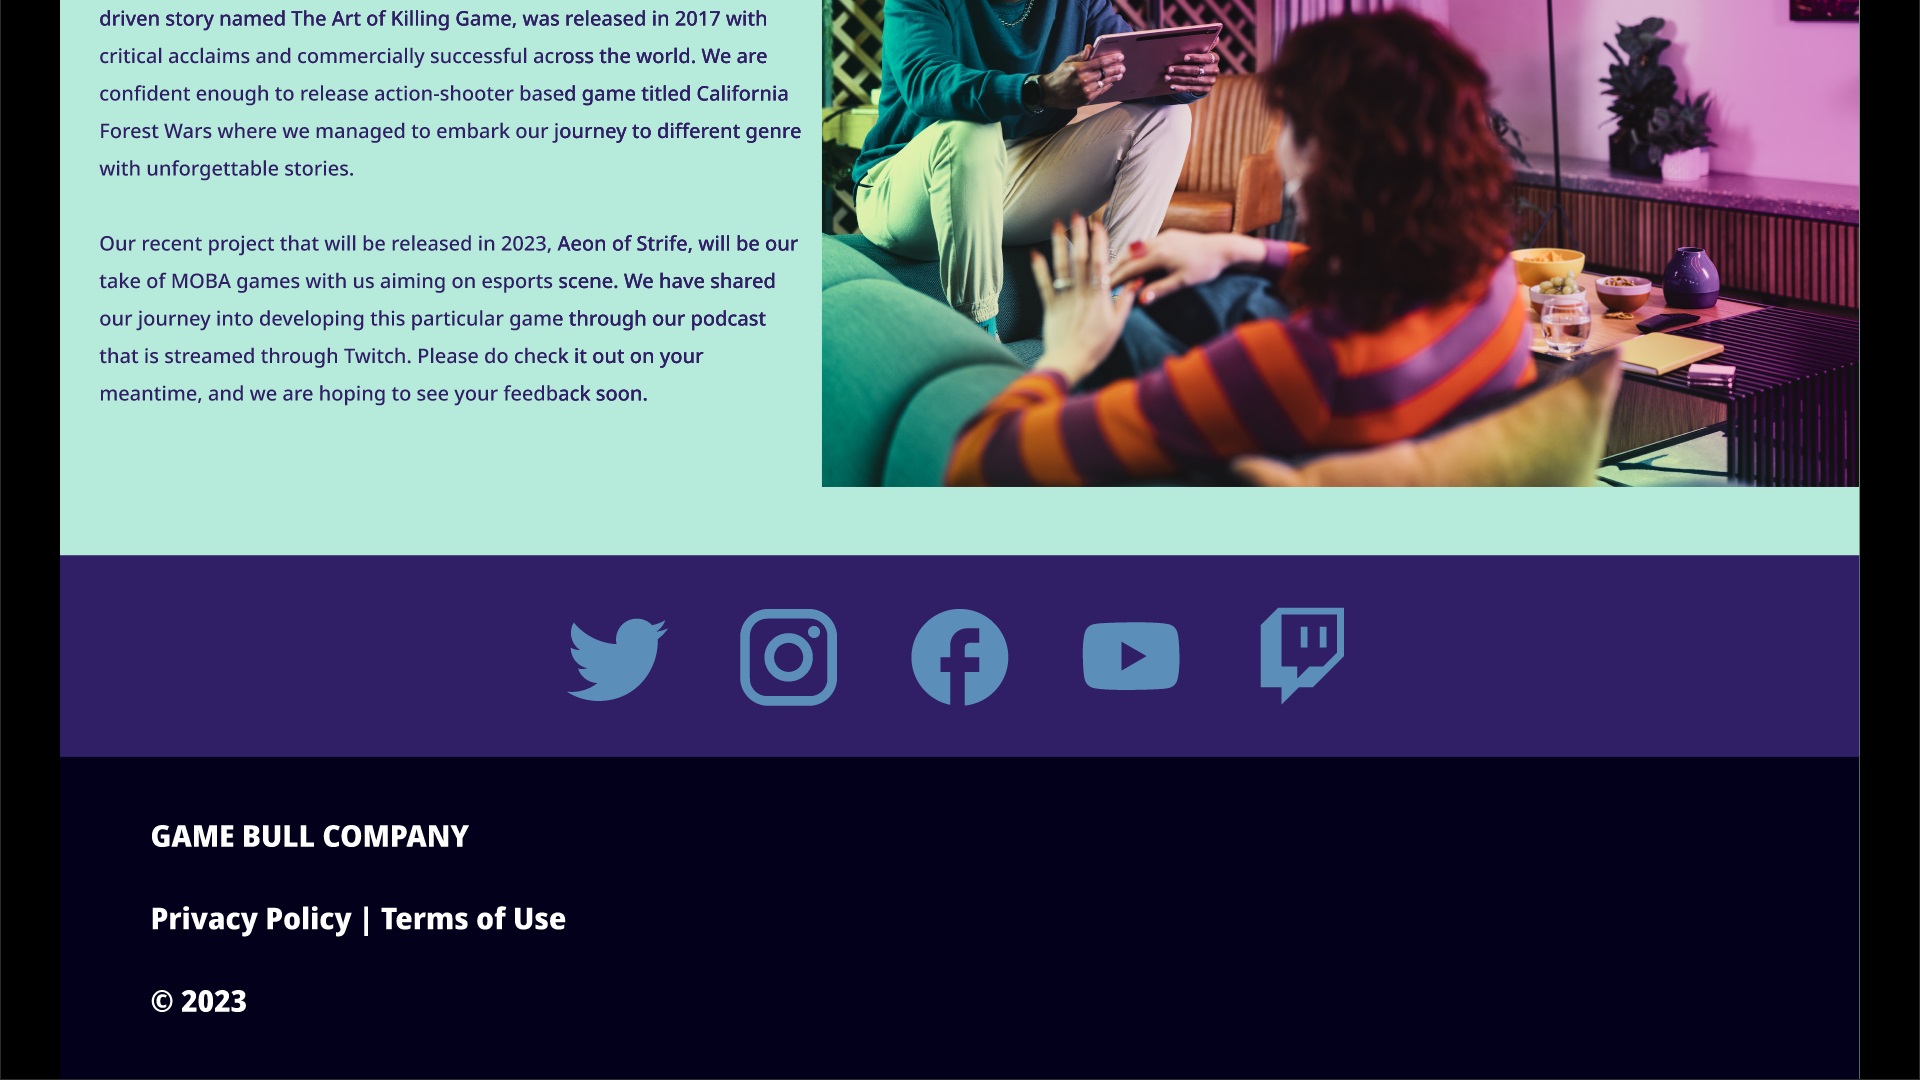 driven story named The Art of Killing Game, was released in 2017 with
critical acclaims and commercially successful across the world. We are
confident enough to release action-shooter based game titled California
Forest Wars where we managed to embark our journey to different genre
with unforgettable stories.
Our recent project that will be released in 2023, Aeon of Strife, will be our
take of MOBA games with us aiming on esports scene. We have shared
our journey into developing this particular game through our podcast
that is streamed through Twitch. Please do check it out on your
meantime, and we are hoping to see your feedback soon.
GAME BULL COMPANY
Privacy Policy | Terms of Use
© 2023